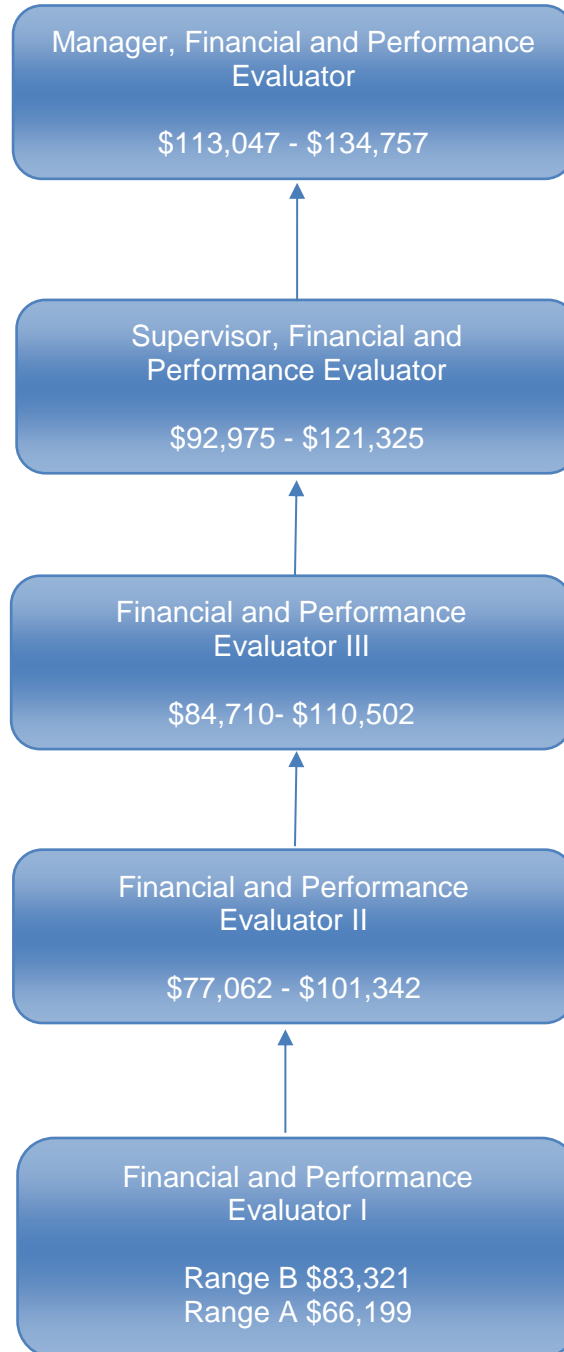 Manager, Financial and Performance
Evaluator
$113,047 - $134,757
Supervisor, Financial and
Performance Evaluator
$92,975 - $121,325
Financial and Performance
Evaluator III
$84,710- $110,502
Financial and Performance
Evaluator II
$77,062 - $101,342
Financial and Performance
Evaluator I
Range B $83,321
Range A $66,199